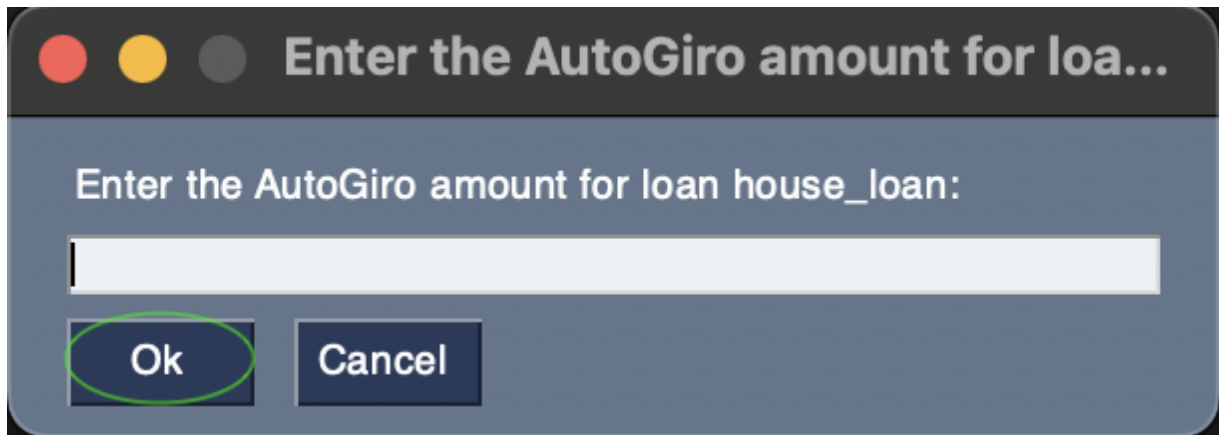 Enter the AutoGiro amount for loa...
Enter the AutoGiro amount for loan house_loan:
Ok
Cancel